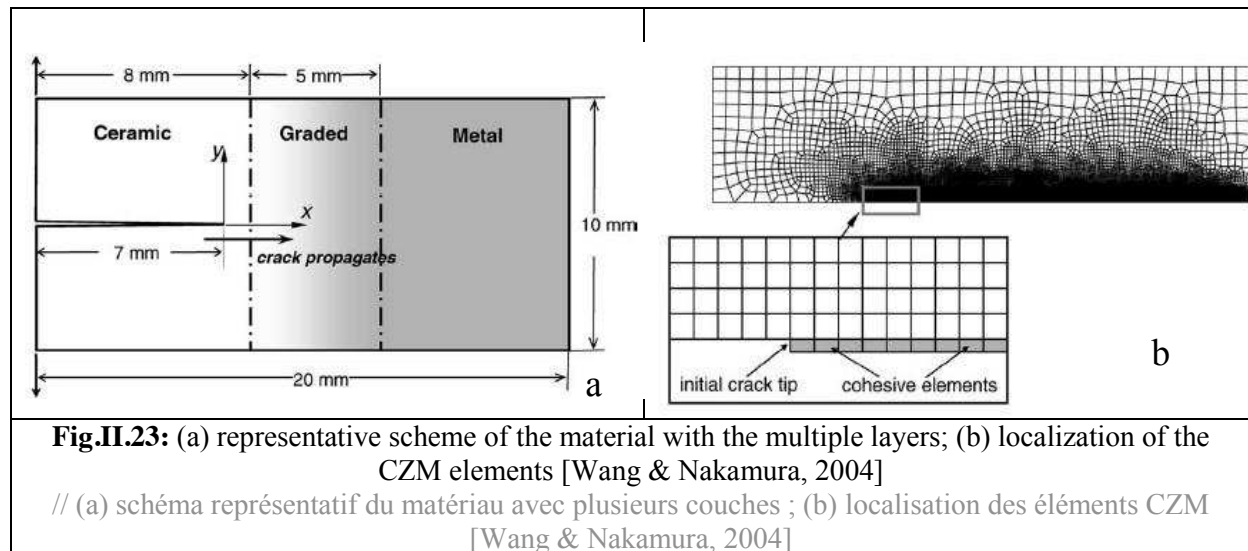 8 mm
5 mm
Ceramic
Graded
Metal
y
x
7 mm
crack propagates
10 mm
20 mm
a
initial crack tip
cohesive elements
b
Fig.II.23: (a) representative scheme of the material with the multiple layers; (b) localization of the
CZM elements [Wang & Nakamura, 2004]
// (a) schéma représentatif du matériau avec plusieurs couches ; (b) localisation des éléments CZM
[Wang & Nakamura, 2004]